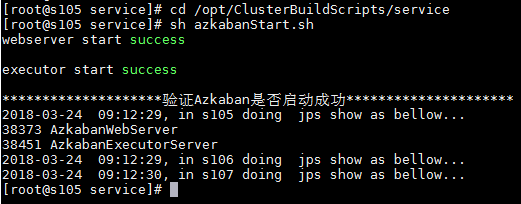 [root@s105 service]# cd /opt/ClusterBuildScripts/service
[root@s105 service]# sh azkabanStart.sh
webserver start success
executor start success
********************验证Azkaban是否启动成功*********************
2018-03-24  09:12:29, in s105 doing  jps show as bellow...
38373 AzkabanWebServer
38451 AzkabanExecutorServer
2018-03-24  09:12:29, in s106 doing  jps show as bellow...
2018-03-24  09:12:30, in s107 doing  jps show as bellow...
[root@s105 service]#